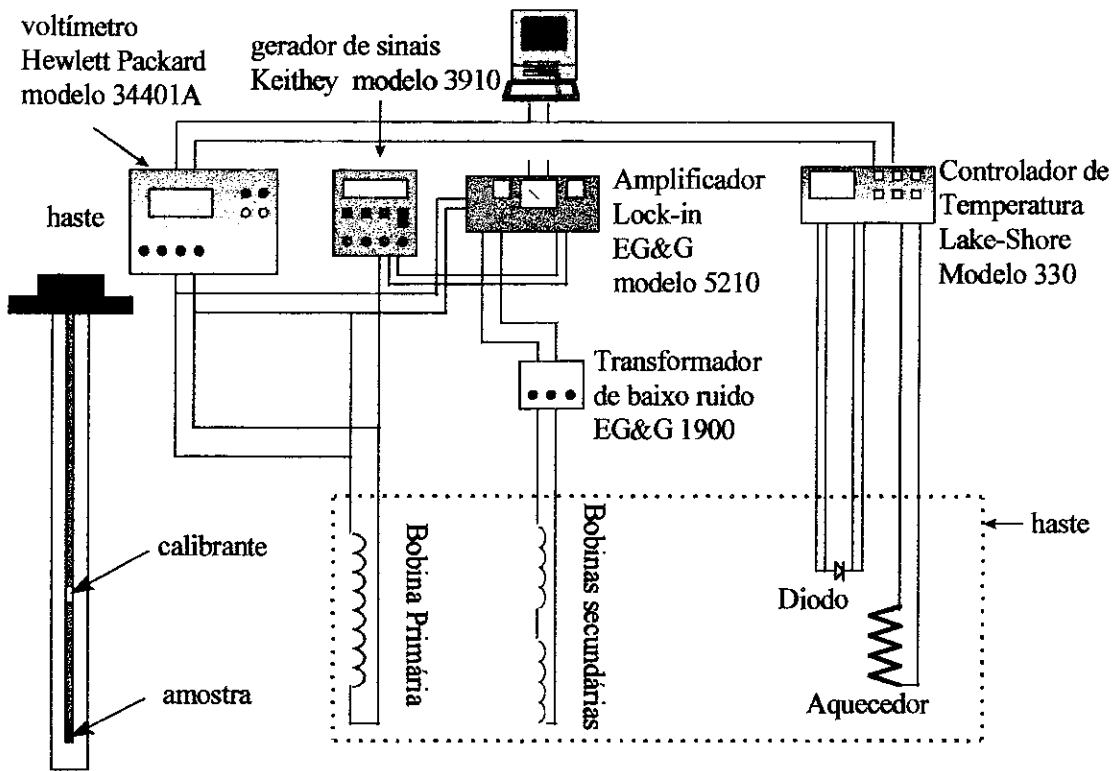 voltímetro
Hewlett Packard
modelo 34401A
gerador de sinais
Keithey modelo 3910
haste
Amplificador
Lock-in
EG&G
modelo 5210
Controlador de
Temperatura
Lake-Shore
Modelo 330
Transformador
de baixo ruido
EG&G 1900
calibrante
amostra
Bobina Primária
Bobinas secundárias
Diodo
Aquecedor
haste